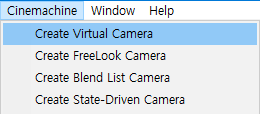 Cinemachine Window Help
Create Virtual Camera
Create FreeLook Camera
Create Blend List Camera
Create State-Driven Camera